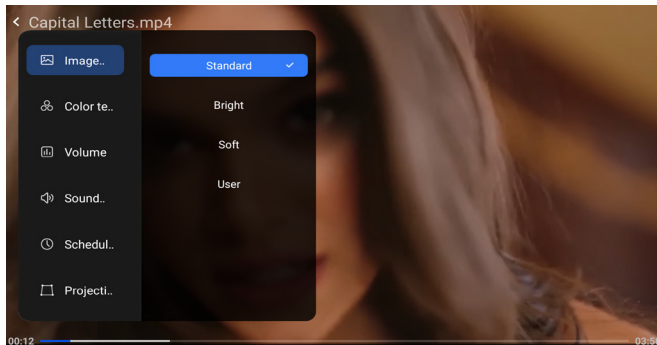 Capital Letters.mp4
Image..
Color te..
Volume
Sound..
Schedul..
Projecti..
Standard
Bright
Soft
User
00:12